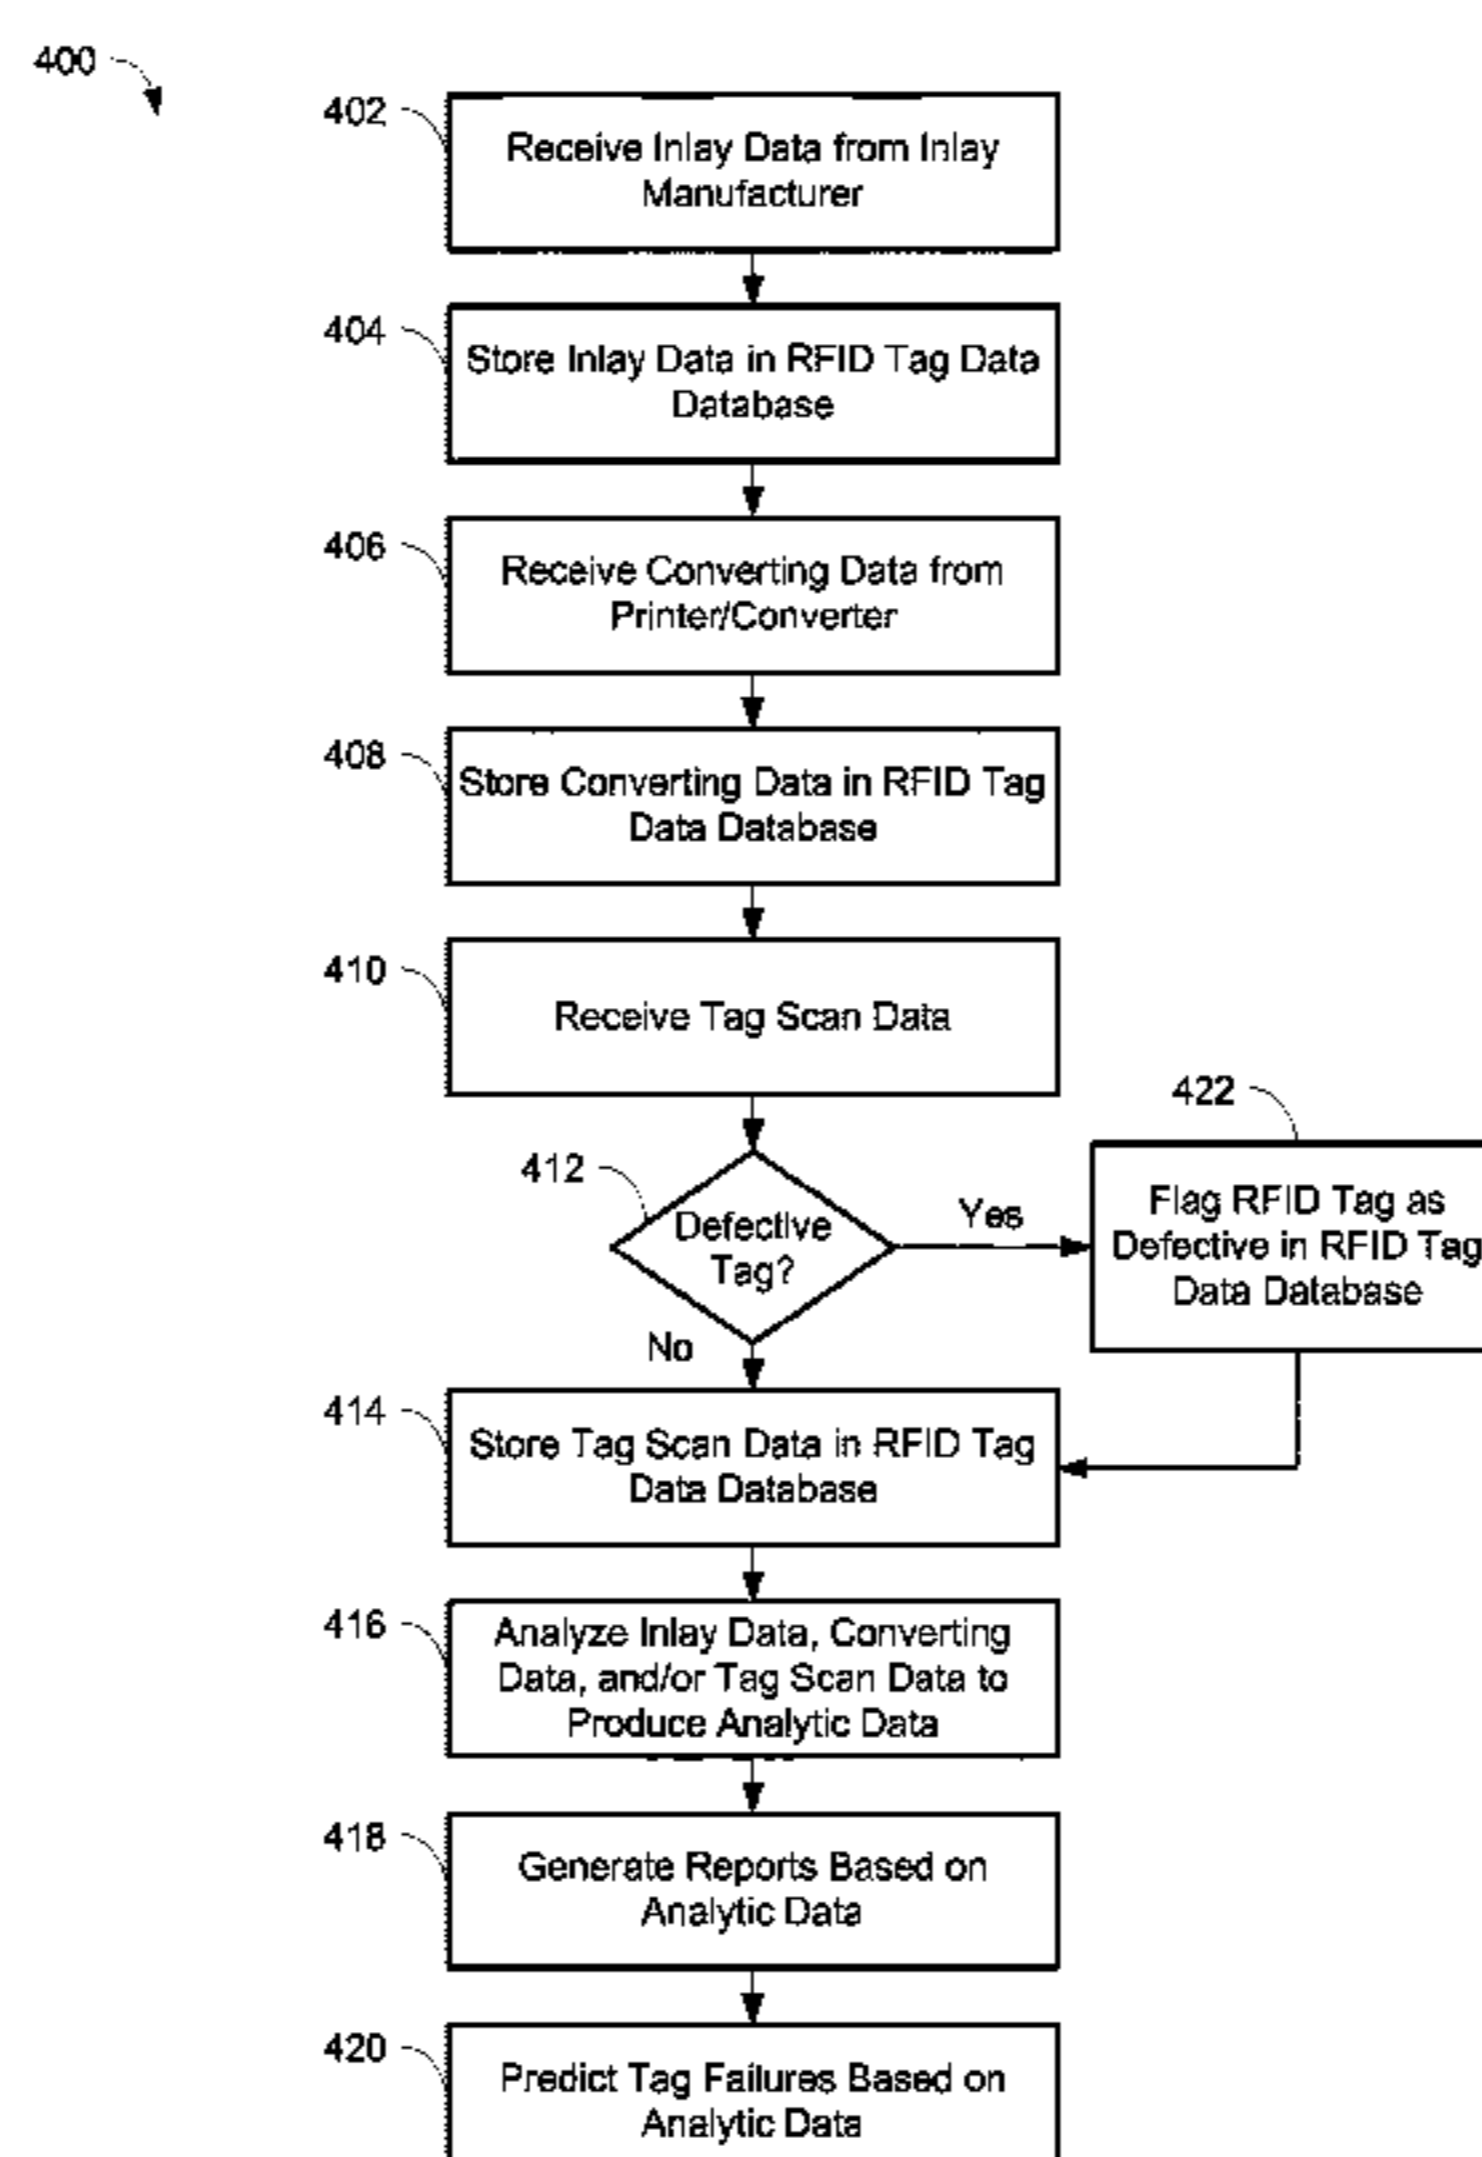 400
402
Receive Inlay Data from Inlay
Manufacturer
404
Store Inlay Data in RFID Tag Data
Database
406
Receive Converting Data from
Printer/Converter
408
Store Converting Data in RFID Tag
Data Database
410
Receive Tag Scan Data
412
Defective
Tag?
Yes
422
Flag RFID Tag as
Defective in RFID Tag
Data Database
No
414
Store Tag Scan Data in RFID Tag
Data Database
416
Analyze Inlay Data, Converting
Data, and/or Tag Scan Data to
Produce Analytic Data
418
Generate Reports Based on
Analytic Data
420
Predict Tag Failures Based on
Analytic Data